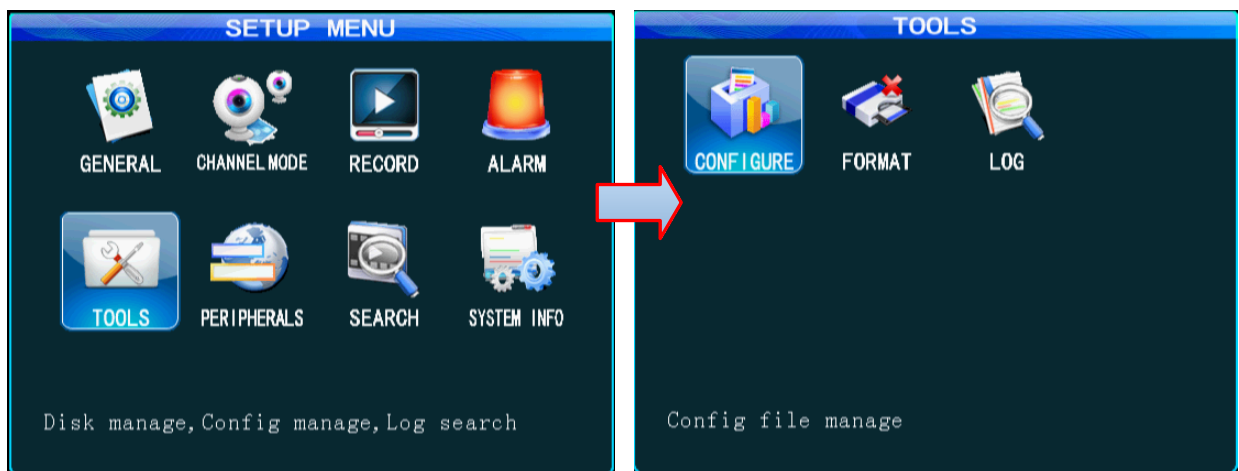 SETUP MENU
GENERAL CHANNEL MODE RECORD ALARM
TOOLS PERIPHERALS SEARCH SYSTEM INFO
Disk manage,Config manage,Log search
TOOLS
CONFIGURE FORMAT LOG
Config file manage